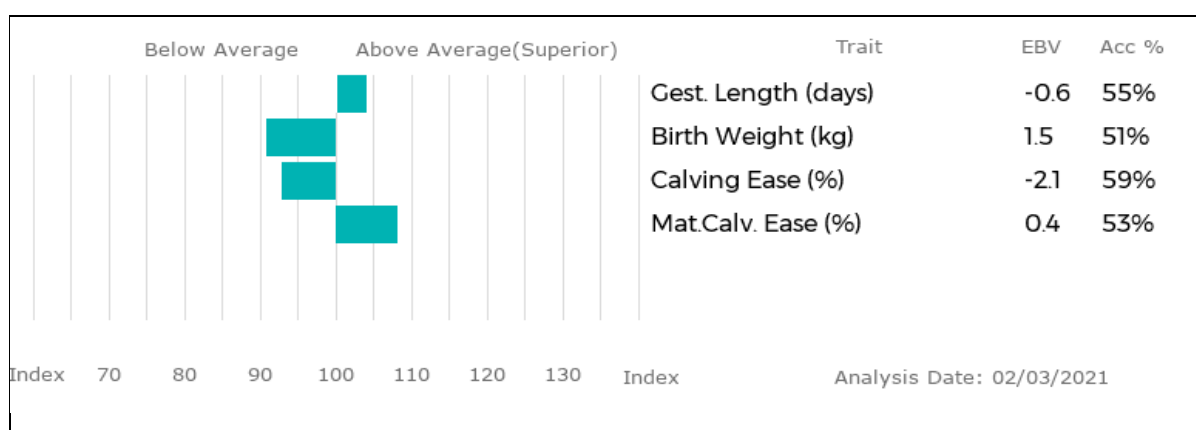 Below Average Above Average(Superior) Trait EBV Acc %
Gest. Length (days) -0.6 55%
Birth Weight (kg) 1.5 51%
Calving Ease (%) -2.1 59%
Mat.Calv. Ease (%) 0.4 53%
Index 70 80 90 100 110 120 130 Index Analysis Date: 02/03/2021